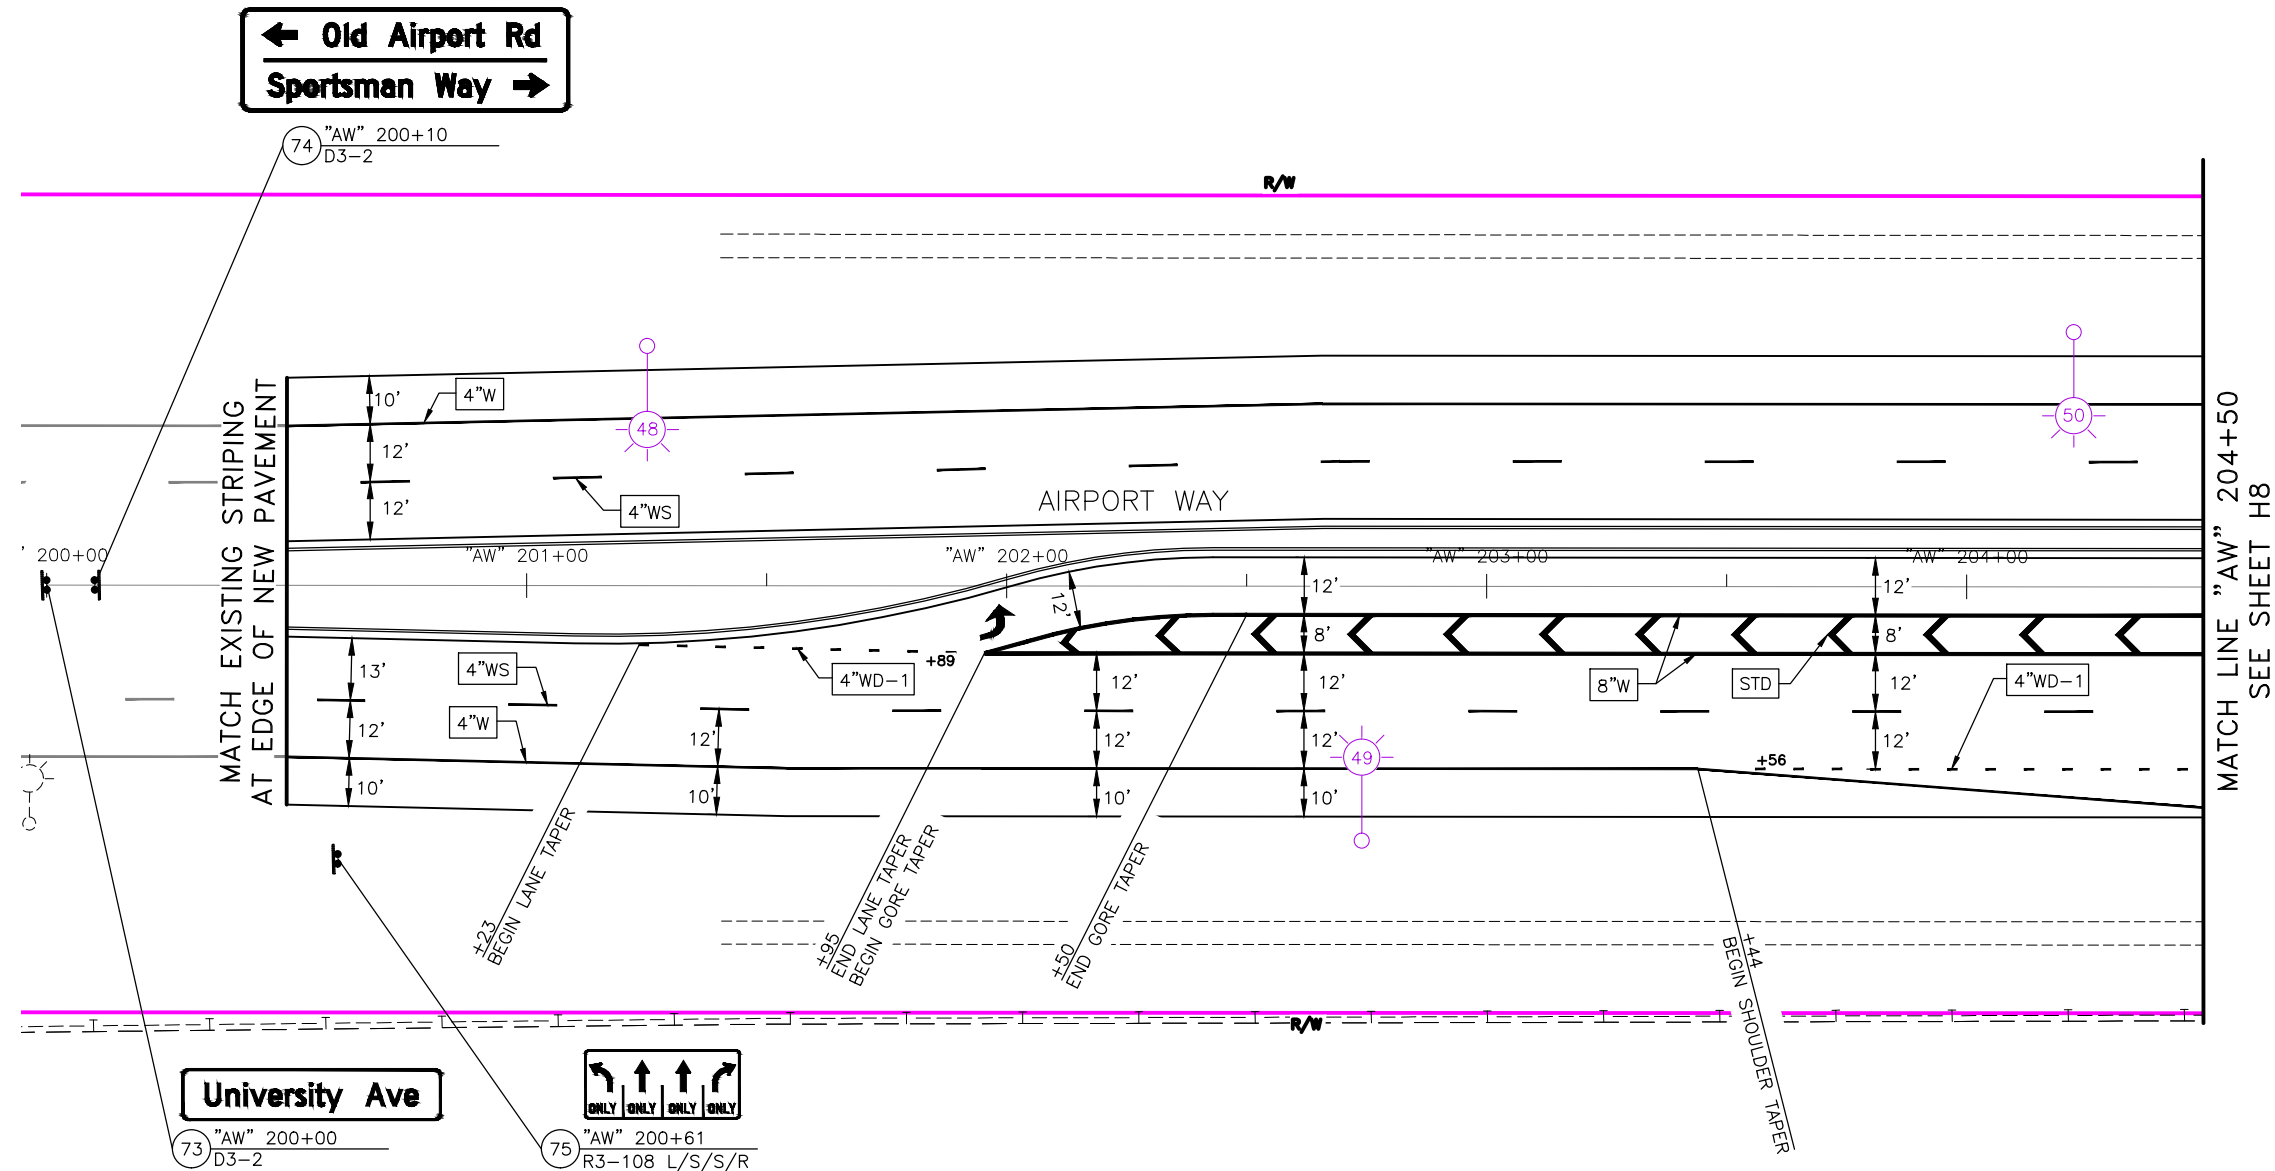 ← Old Airport Rd
Sportsman Way →
74 "AW" 200+10
D3-2
R/W
MATCH EXISTING STRIPING
AT EDGE OF NEW PAVEMENT
10'
4"W
48
50
12'
12'
4"WS
AIRPORT WAY
' 200+00
"AW" 201+00
"AW" 202+00
"AW" 203+00
"AW" 204+00
12'
12'
12'
8'
8'
13'
4"WS
+89
4"WD-1
12'
12'
8"W
STD
12'
4"WD-1
12'
4"W
12'
12'
12'
49
12'
+56
10'
10'
10'
10'
MATCH LINE "AW" 204+50
SEE SHEET H8
+23
BEGIN LANE TAPER
+95
END LANE TAPER
BEGIN GORE TAPER
+50
END GORE TAPER
+44
BEGIN SHOULDER TAPER
R/W
University Ave
73 "AW" 200+00
D3-2
ONLY ONLY ONLY ONLY
75 "AW" 200+61
R3-108 L/S/S/R